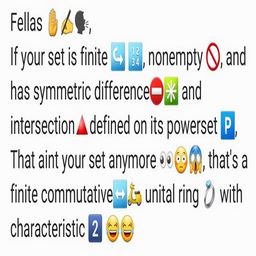 Fellas ✋✍️🗣️,
If your set is finite ↪️🔢, nonempty 🚫, and
has symmetric difference⛔✳️ and
intersection🔺defined on its powerset 🅿️,
That aint your set anymore 👀😳😱, that's a
finite commutative↔️🛵 unital ring 💍 with
characteristic 2️⃣ 😆😆